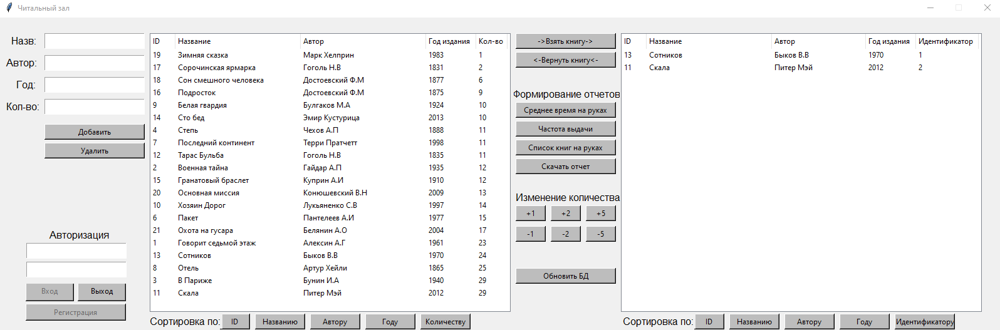 Читальный зал
Назв:
Автор:
Год:
Кол-во:
Добавить
Удалить
Авторизация
Вход Выход
Регистрация
ID Название Автор Год издания Кол-во
19 Зимняя сказка Марк Хелприн 1983 1
17 Сорочинская ярмарка Гоголь Н.В 1831 2
18 Сон смешного человека Достоевский Ф.М 1877 6
16 Подросток Достоевский Ф.М 1875 9
9 Белая гвардия Булгаков М.А 1924 10
14 Сто бед Эмир Кустурица 2013 10
4 Степь Чехов А.П 1888 11
7 Последний континент Терри Пратчетт 1998 11
12 Тарас Бульба Гоголь Н.В 1835 11
2 Военная тайна Гайдар А.П 1935 12
15 Гранатовый браслет Куприн А.И 1910 12
20 Основная миссия Конюшевский В.Н 2009 13
10 Хозяин Дорог Лукьяненко С.В 1997 14
6 Пакет Пантелеев А.И 1977 15
21 Охота на гусара Белянин А.О 2004 17
1 Говорит седьмой этаж Алексин А.Г 1961 23
13 Сотников Быков В.В 1970 24
8 Отель Артур Хейли 1865 25
3 В Париже Бунин И.А 1940 29
11 Скала Питер Мэй 2012 29
Сортировка по: ID Названию Автору Году Количеству
->Взять книгу->
<-Вернуть книгу<-
Формирование отчетов
Среднее время на руках
Частота выдачи
Список книг на руках
Скачать отчет
Изменение количества
+1 +2 +5
-1 -2 -5
Обновить БД
ID Название Автор Год издания Идентификатор
13 Сотников Быков В.В 1970 1
11 Скала Питер Мэй 2012 2
Сортировка по: ID Названию Автору Году Идентификатору